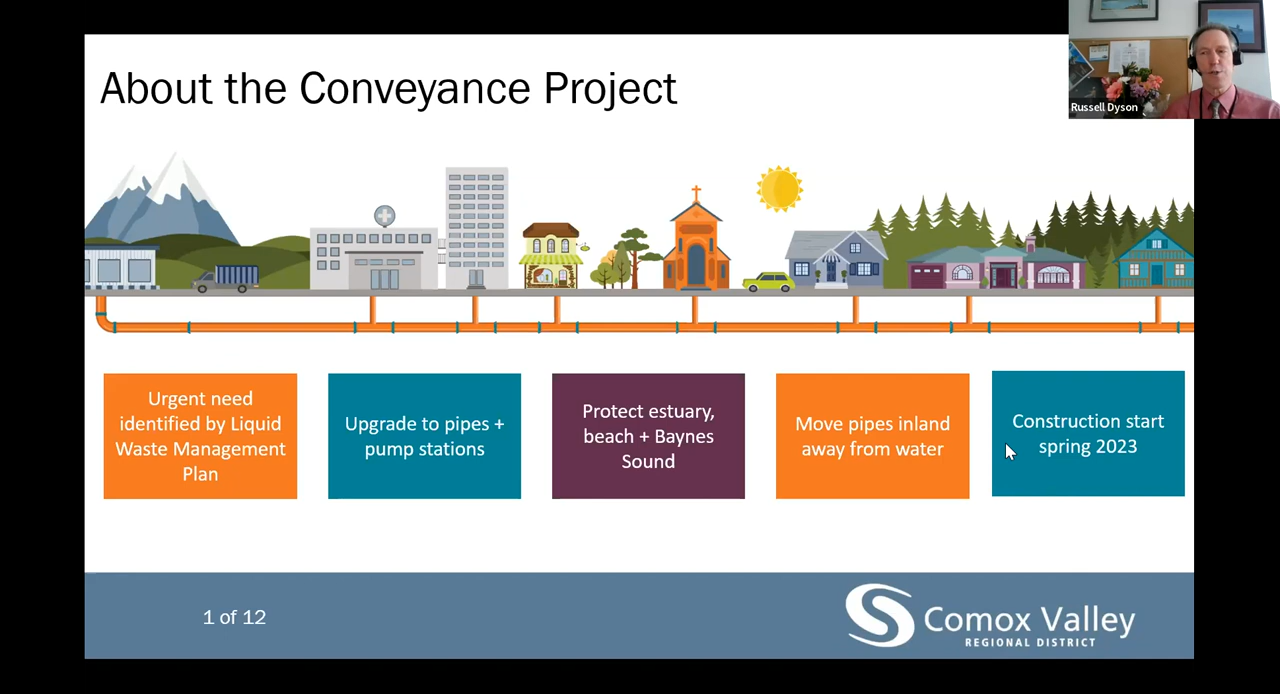 About the Conveyance Project
Russell Dyson
Urgent need
identified by Liquid
Waste Management
Plan
Upgrade to pipes +
pump stations
Protect estuary,
beach + Baynes
Sound
Move pipes inland
away from water
Construction start
spring 2023
1 of 12
Comox Valley
REGIONAL DISTRICT